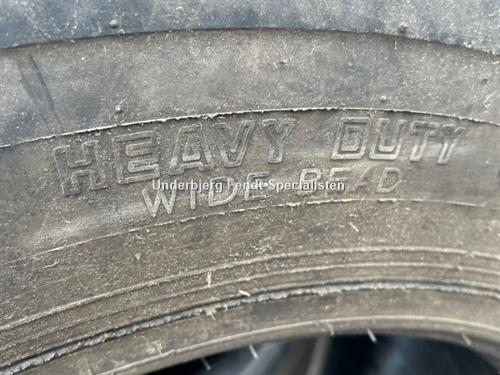 HEAVY DUTY
Underbjerg Fendt-Specialisten
WIDE BEAD